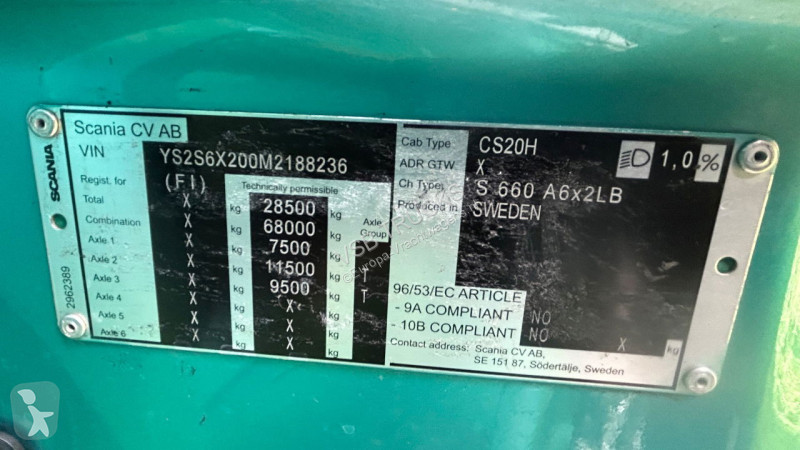 SCANIA
2962389
Scania CV AB
VIN YS2S6X200M2188236
Regist. for (FI) Technically permissible
Total X kg 28500 kg
Combination X kg 68000 kg Axle Group
Axle 1 X kg 7500 kg
Axle 2 X kg 11500 kg
Axle 3 X kg 9500 kg T
Axle 4 X kg X kg
Axle 5 X kg X kg
Axle 6 X kg X kg
Cab Type CS20H
ADR GTW X .
Ch Type S 660 A6x2LB
Produced in SWEDEN
1,0 %
96/53/EC ARTICLE
- 9A COMPLIANT NO
- 10B COMPLIANT NO X kg
Contact address: Scania CV AB,
SE 151 87, Södertälje, Sweden